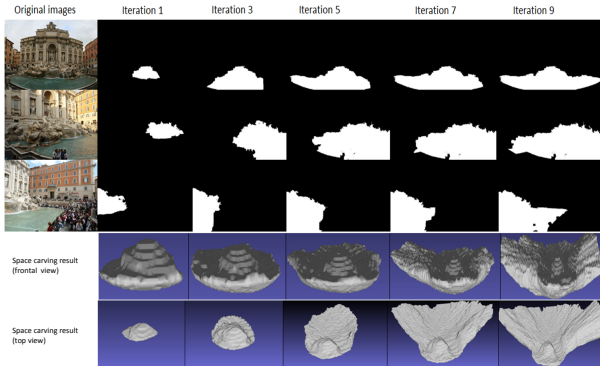 Original images Iteration 1 Iteration 3 Iteration 5 Iteration 7 Iteration 9
Space carving result
(frontal view)
Space carving result
(top view)